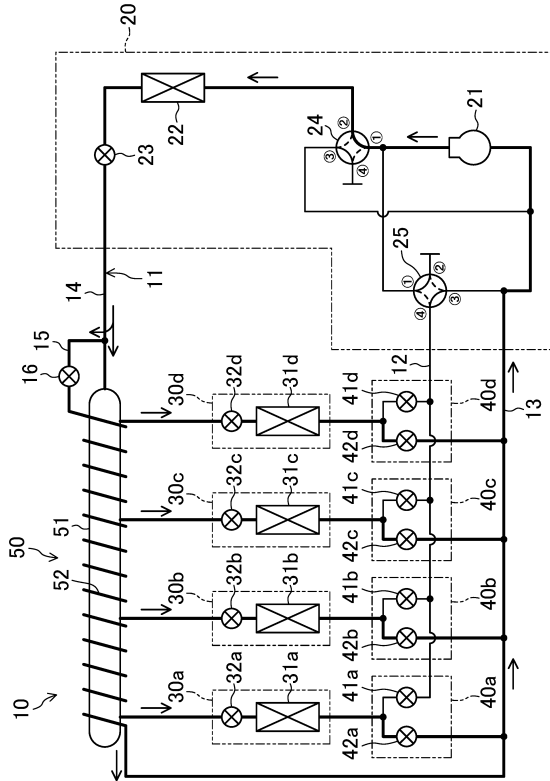 20
22
23
24
②
①
③
④
21
25
①
②
④
③
11
14
15
16
12
13
50
51
52
10
30d
32d
31d
41d
42d
40d
30c
32c
31c
41c
42c
40c
30b
32b
31b
41b
42b
40b
30a
32a
31a
41a
42a
40a